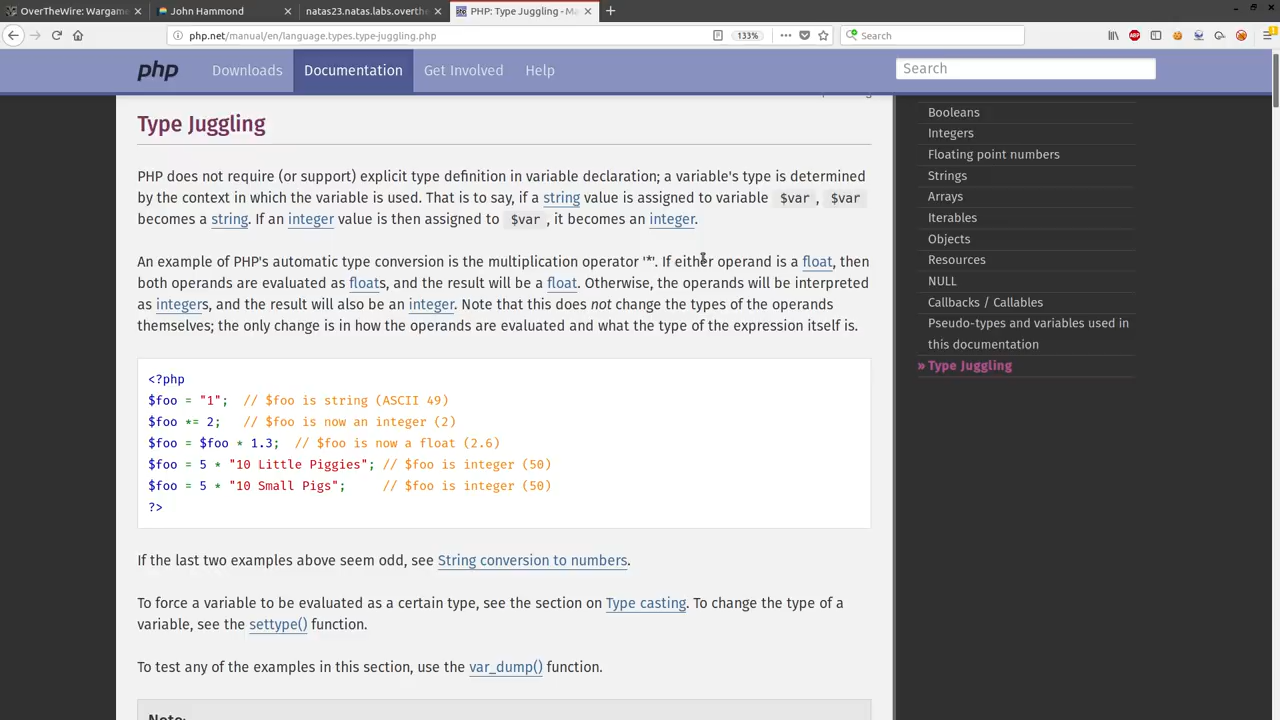 OverTheWire: Wargame
John Hammond
natas23.natas.labs.overthe
PHP: Type Juggling - Ma
php.net/manual/en/language.types.type-juggling.php
133%
Search
php
Downloads
Documentation
Get Involved
Help
Search
Type Juggling
PHP does not require (or support) explicit type definition in variable declaration; a variable's type is determined
by the context in which the variable is used. That is to say, if a string value is assigned to variable $var, $var
becomes a string. If an integer value is then assigned to $var, it becomes an integer.
An example of PHP's automatic type conversion is the multiplication operator '*'. If either operand is a float, then
both operands are evaluated as floats, and the result will be a float. Otherwise, the operands will be interpreted
as integers, and the result will also be an integer. Note that this does not change the types of the operands
themselves; the only change is in how the operands are evaluated and what the type of the expression itself is.
<?php
$foo = "1";  // $foo is string (ASCII 49)
$foo *= 2;   // $foo is now an integer (2)
$foo = $foo * 1.3;  // $foo is now a float (2.6)
$foo = 5 * "10 Little Piggies"; // $foo is integer (50)
$foo = 5 * "10 Small Pigs";     // $foo is integer (50)
?>
If the last two examples above seem odd, see String conversion to numbers.
To force a variable to be evaluated as a certain type, see the section on Type casting. To change the type of a
variable, see the settype() function.
To test any of the examples in this section, use the var_dump() function.
Note:
Booleans
Integers
Floating point numbers
Strings
Arrays
Iterables
Objects
Resources
NULL
Callbacks / Callables
Pseudo-types and variables used in
this documentation
» Type Juggling